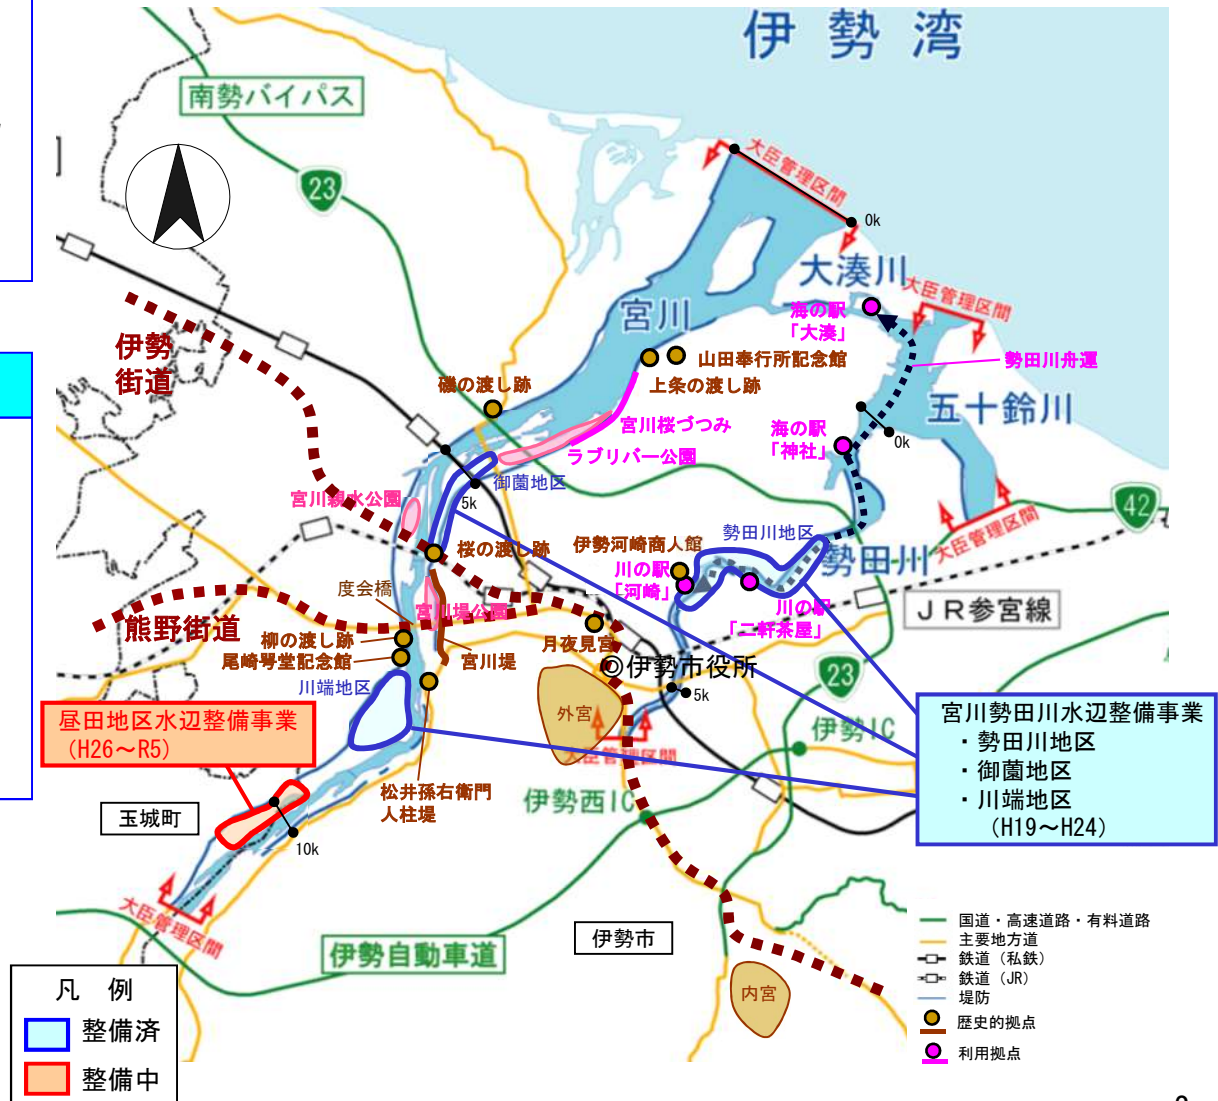 伊勢湾
南勢バイパス
23
大臣管理区間
0k
大湊川
大臣管理区間
宮川
海の駅
「大湊」
伊勢
街道
山田奉行所記念館
勢田川舟運
磯の渡し跡
上条の渡し跡
五十鈴川
宮川桜づつみ
海の駅
「神社」
0k
ラブリバー公園
御薗地区
宮川親水公園
5k
42
大臣管理区間
勢田川地区
伊勢河崎商人館
桜の渡し跡
勢田川
川の駅
「河崎」
度会橋
宮川堤公園
川の駅
「二軒茶屋」
JR参宮線
熊野街道
柳の渡し跡
月夜見宮
尾崎咢堂記念館
宮川堤
◎伊勢市役所
23
川端地区
5k
外宮
昼田地区水辺整備事業
(H26～R5)
宮川勢田川水辺整備事業
・勢田川地区
・御薗地区
・川端地区
(H19～H24)
伊勢IC
大臣管理区間
松井孫右衛門
人柱堤
伊勢西IC
玉城町
10k
大臣管理区間
伊勢市
伊勢自動車道
内宮
凡 例
整備済
整備中
国道・高速道路・有料道路
主要地方道
鉄道（私鉄）
鉄道（JR）
堤防
歴史的拠点
利用拠点